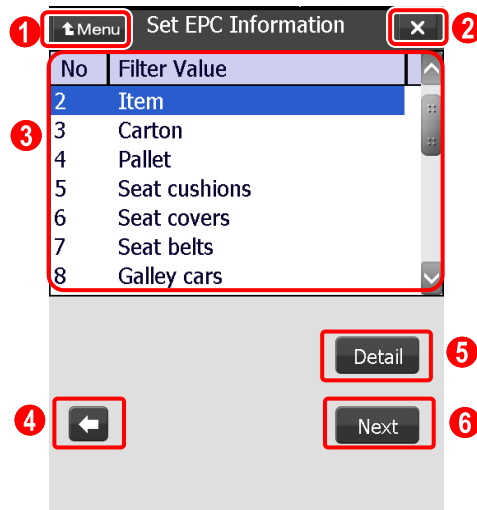 1 Menu Set EPC Information 2
No Filter Value
2 Item
3 Carton
3
4 Pallet
5 Seat cushions
6 Seat covers
7 Seat belts
8 Galley cars
Detail 5
4 Next 6